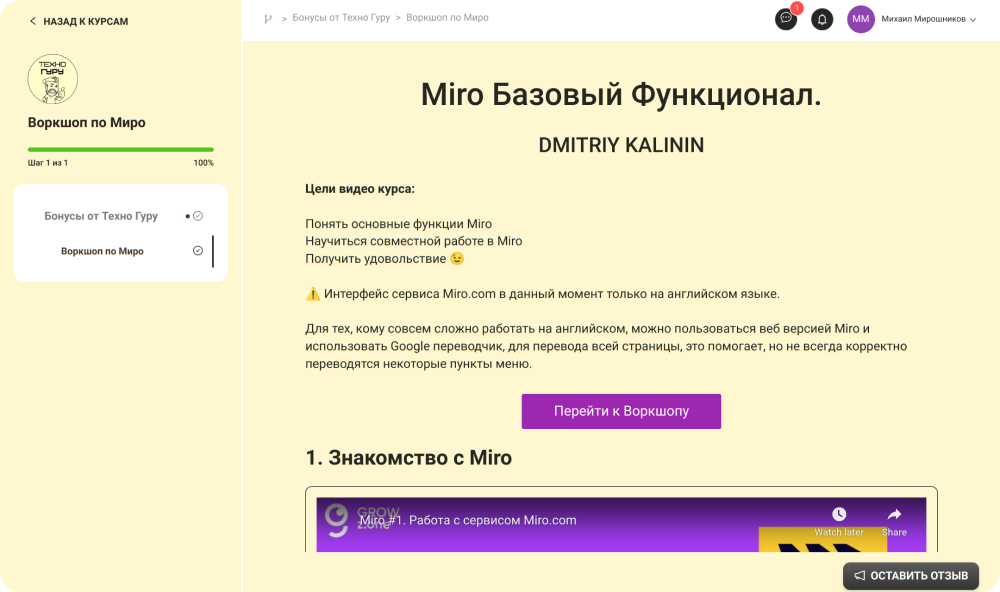 НАЗАД К КУРСАМ
ТЕХНО
ГУРУ
Воркшоп по Миро
Шаг 1 из 1
100%
Бонусы от Техно Гуру
Воркшоп по Миро
> Бонусы от Техно Гуру > Воркшоп по Миро
1
ММ
Михаил Мирошников
Miro Базовый Функционал.
DMITRIY KALININ
Цели видео курса:
Понять основные функции Miro
Научиться совместной работе в Miro
Получить удовольствие 😉
⚠️ Интерфейс сервиса Miro.com в данный момент только на английском языке.
Для тех, кому совсем сложно работать на английском, можно пользоваться веб версией Miro и
использовать Google переводчик, для перевода всей страницы, это помогает, но не всегда корректно
переводятся некоторые пункты меню.
Перейти к Воркшопу
1. Знакомство с Miro
GROW
z.one
Miro #1. Работа с сервисом Miro.com
Watch later
Share
ОСТАВИТЬ ОТЗЫВ